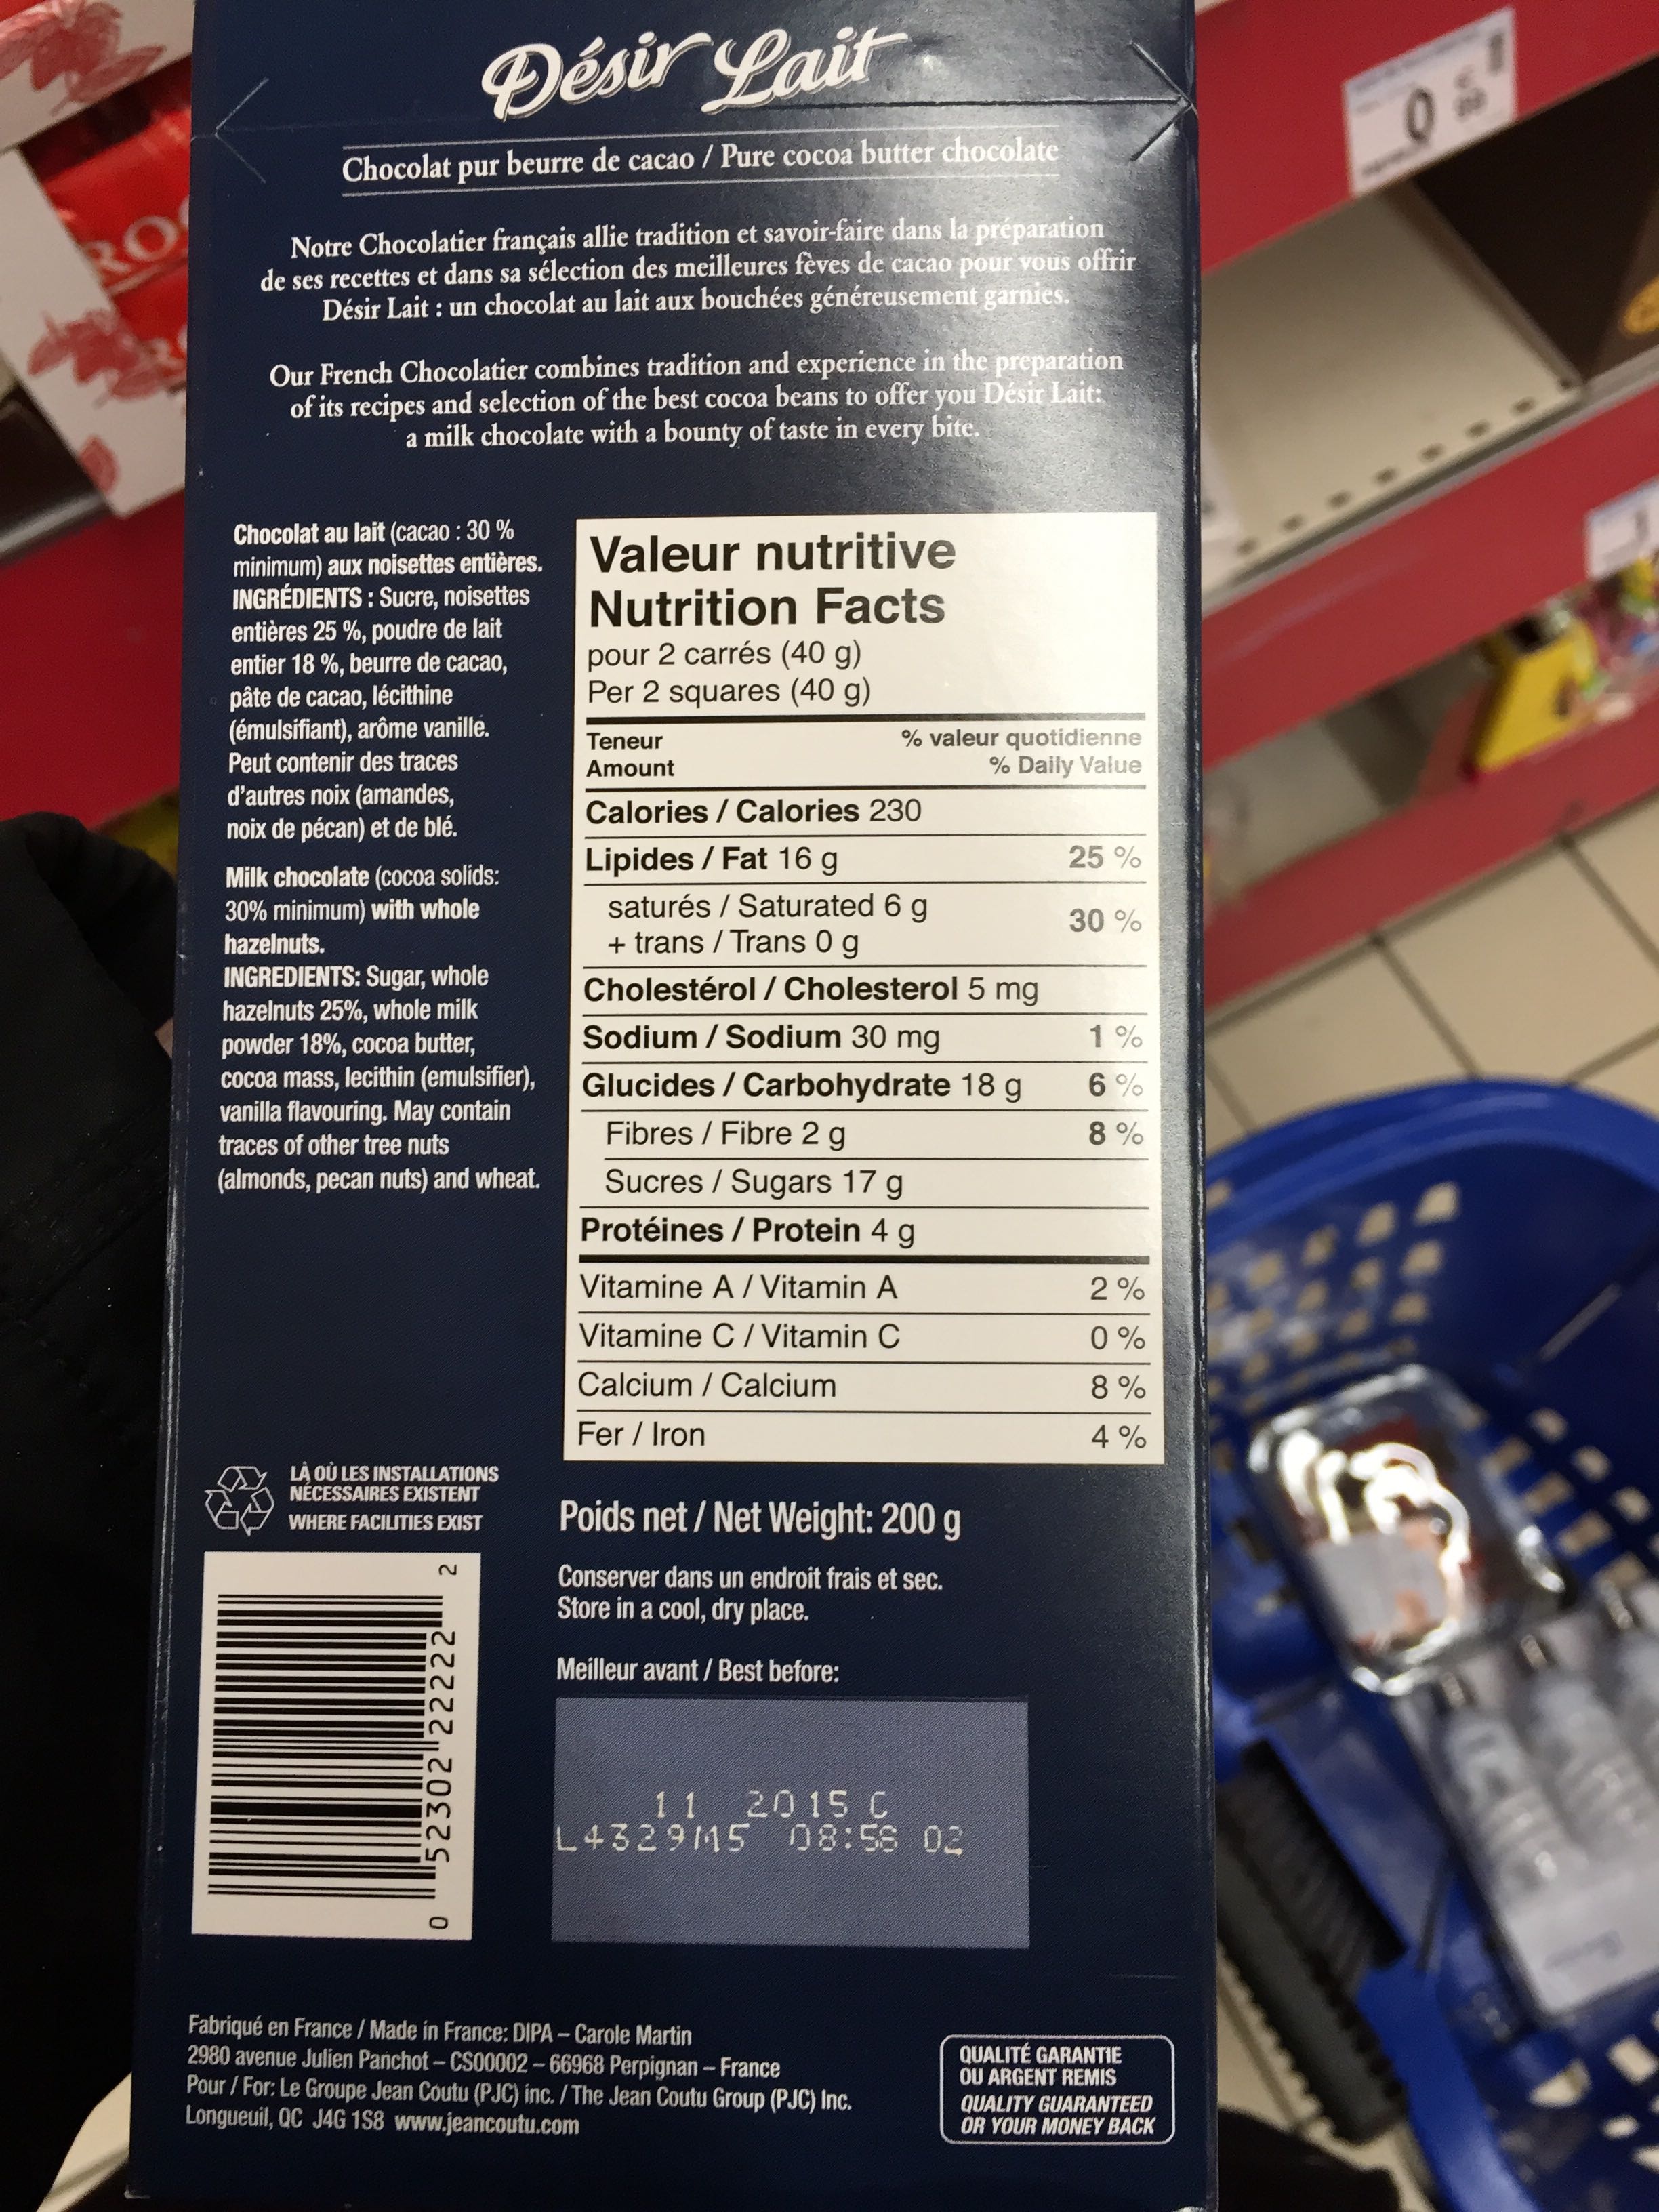 Désir Lait
Chocolat pur beurre de cacao / Pure cocoa butter chocolate
Notre Chocolatier français allie tradition et savoir-faire dans la préparation
de ses recettes et dans sa sélection des meilleures fèves de cacao pour vous offrir
Désir Lait : un chocolat au lait aux bouchées généreusement garnies.
Our French Chocolatier combines tradition and experience in the preparation
of its recipes and selection of the best cocoa beans to offer you Désir Lait:
a milk chocolate with a bounty of taste in every bite.
Chocolat au lait (cacao : 30 %
minimum) aux noisettes entières.
INGRÉDIENTS : Sucre, noisettes
entières 25 %, poudre de lait
entier 18 %, beurre de cacao,
pâte de cacao, lécithine
(émulsifiant), arôme vanille.
Peut contenir des traces
d'autres noix (amandes,
noix de pécan) et de blé.
Milk chocolate (cocoa solids:
30% minimum) with whole
hazelnuts.
INGREDIENTS: Sugar, whole
hazelnuts 25%, whole milk
powder 18%, cocoa butter,
cocoa mass, lecithin (emulsifier),
vanilla flavouring. May contain
traces of other tree nuts
(almonds, pecan nuts) and wheat.
Valeur nutritive
Nutrition Facts
pour 2 carrés (40 g)
Per 2 squares (40 g)
Teneur % valeur quotidienne
Amount % Daily Value
Calories / Calories 230
Lipides / Fat 16 g 25 %
saturés / Saturated 6 g
+ trans / Trans 0 g 30 %
Cholestérol / Cholesterol 5 mg
Sodium / Sodium 30 mg 1 %
Glucides / Carbohydrate 18 g 6 %
Fibres / Fibre 2 g 8 %
Sucres / Sugars 17 g
Protéines / Protein 4 g
Vitamine A / Vitamin A 2 %
Vitamine C / Vitamin C 0 %
Calcium / Calcium 8 %
Fer / Iron 4 %
LÀ OÙ LES INSTALLATIONS
NÉCESSAIRES EXISTENT
WHERE FACILITIES EXIST
Poids net / Net Weight: 200 g
Conserver dans un endroit frais et sec.
Store in a cool, dry place.
Meilleur avant / Best before:
11 2015 C
L4329M5 08:56 02
0 52302 22222 2
Fabriqué en France / Made in France: DIPA – Carole Martin
2980 avenue Julien Panchot – CS00002 – 66968 Perpignan – France
Pour / For: Le Groupe Jean Coutu (PJC) inc. / The Jean Coutu Group (PJC) Inc.
Longueuil, QC J4G 1S8 www.jeancoutu.com
QUALITÉ GARANTIE
OU ARGENT REMIS
QUALITY GUARANTEED
OR YOUR MONEY BACK